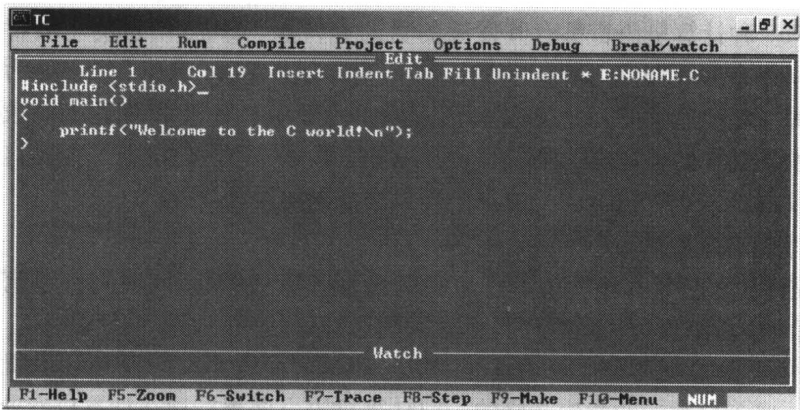 TC
File Edit Run Compile Project Options Debug Break/watch
Edit
Line 1 Col 19 Insert Indent Tab Fill Unindent * E:NONAME.C
#include <stdio.h>_
void main()
{
printf("Welcome to the C world!\n");
}
Watch
F1-Help F5-Zoom F6-Switch F7-Trace F8-Step F9-Make F10-Menu NUM